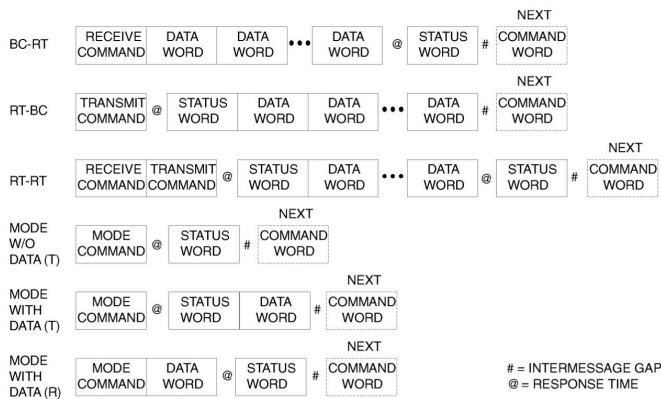 NEXT
BC-RT RECEIVE COMMAND DATA WORD DATA WORD ••• DATA WORD @ STATUS WORD # COMMAND WORD
NEXT
RT-BC TRANSMIT COMMAND @ STATUS WORD DATA WORD DATA WORD ••• DATA WORD # COMMAND WORD
NEXT
RT-RT RECEIVE COMMAND TRANSMIT COMMAND @ STATUS WORD DATA WORD ••• DATA WORD @ STATUS WORD # COMMAND WORD
NEXT
MODE W/O DATA (T) MODE COMMAND @ STATUS WORD # COMMAND WORD
NEXT
MODE WITH DATA (T) MODE COMMAND @ STATUS WORD DATA WORD # COMMAND WORD
NEXT
MODE WITH DATA (R) MODE COMMAND DATA WORD @ STATUS WORD # COMMAND WORD
# = INTERMESSAGE GAP
@ = RESPONSE TIME